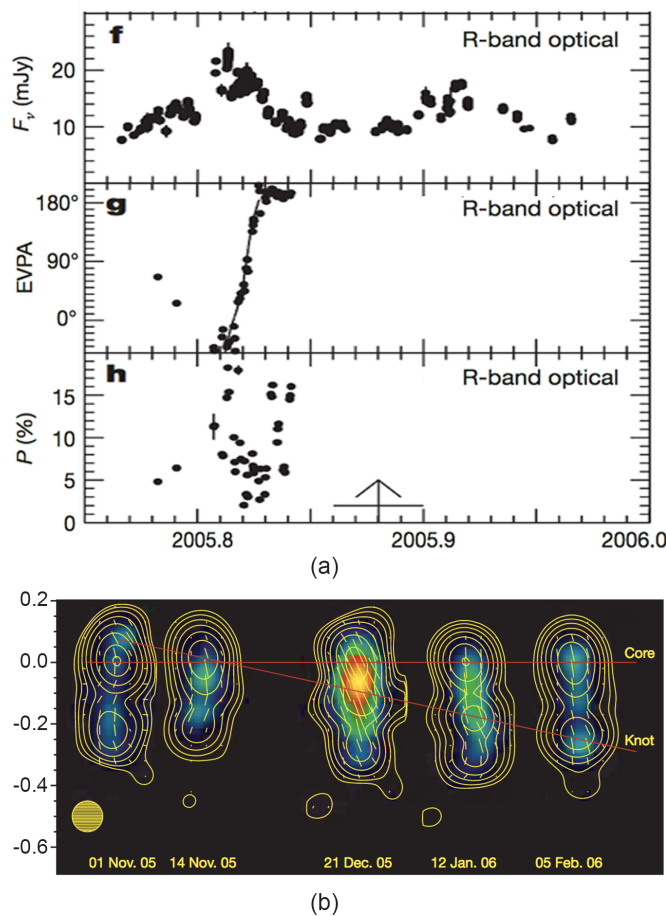 f
R-band optical
Fν (mJy)
20
10
g
R-band optical
EVPA
180°
90°
0°
h
R-band optical
P (%)
15
10
5
0
2005.8 2005.9 2006.0
(a)
0.2
0.0
-0.2
-0.4
-0.6
Core
Knot
01 Nov. 05 14 Nov. 05 21 Dec. 05 12 Jan. 06 05 Feb. 06
(b)